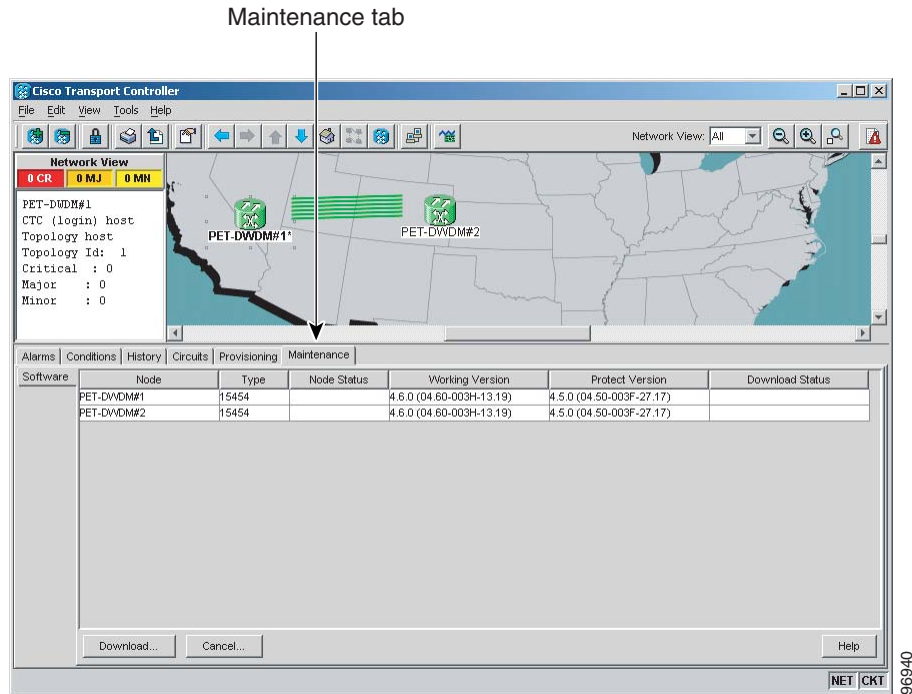 Maintenance tab
Cisco Transport Controller
File Edit View Tools Help
Network View: All
Network View
0 CR 0 MJ 0 MN
PET-DWDM#1
CTC (login) host
Topology host
Topology Id: 1
Critical : 0
Major : 0
Minor : 0
PET-DWDM#1*
PET-DWDM#2
Alarms Conditions History Circuits Provisioning Maintenance
Software
Node Type Node Status Working Version Protect Version Download Status
PET-DWDM#1 15454 4.6.0 (04.60-003H-13.19) 4.5.0 (04.50-003F-27.17)
PET-DWDM#2 15454 4.6.0 (04.60-003H-13.19) 4.5.0 (04.50-003F-27.17)
Download... Cancel... Help
NET CKT
96940